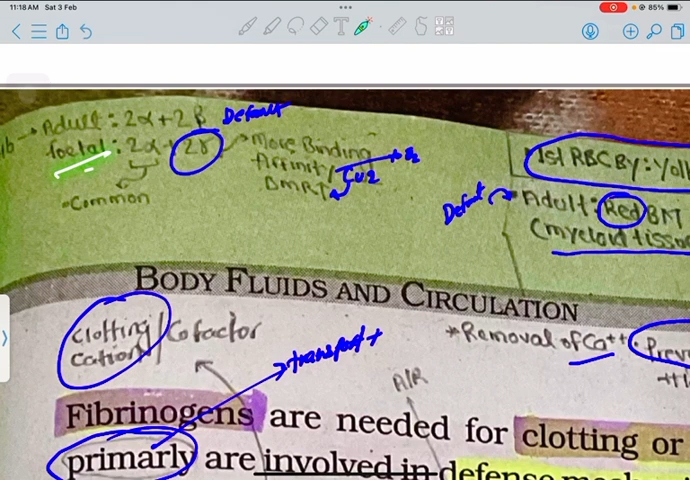 11:18 AM Sat 3 Feb
85%
Hb → Adult : 2α + 2β Default
foetal : 2α + 2γ → More Binding
Affinity → O2
BMRT
Common
1st RBC By : Yolk
Default → Adult : Red BM
(myeloid tissue
BODY FLUIDS AND CIRCULATION
Clotting / Cofactor
Cation
*Removal of Ca++ : Prev
transport +
AIR
Fibrinogens are needed for clotting or
primarly are involved in defense